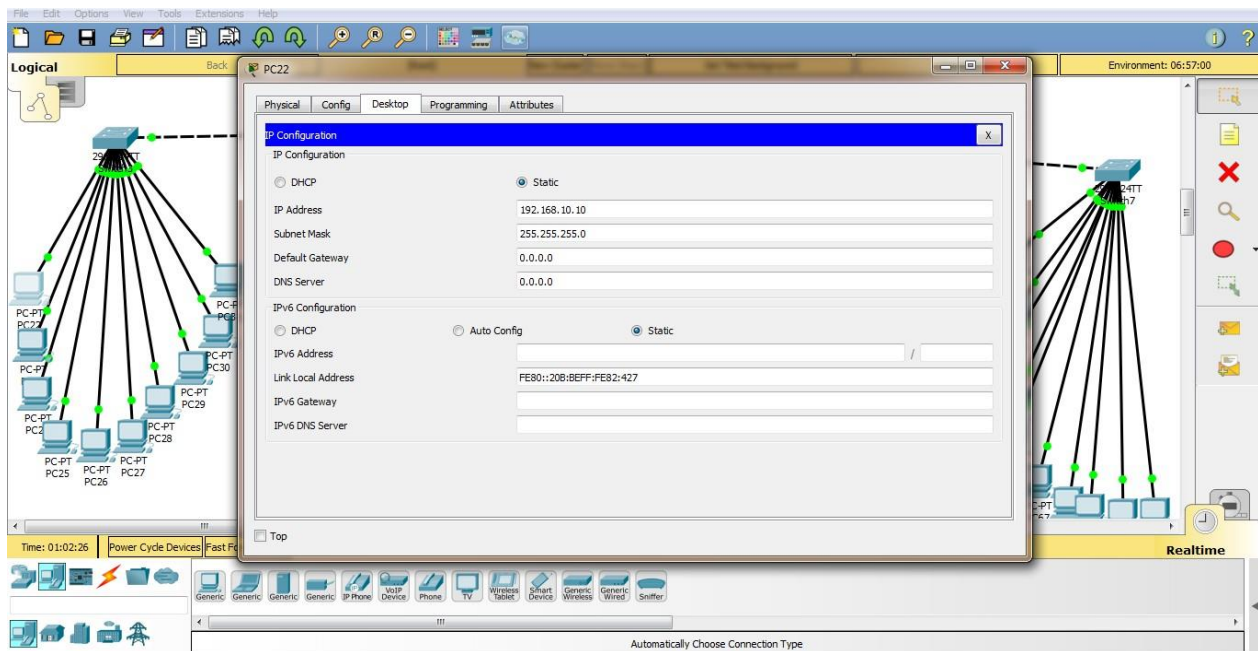 File Edit Options View Tools Extensions Help
Logical
Back
Environment: 06:57:00
PC22
Physical Config Desktop Programming Attributes
IP Configuration X
IP Configuration
DHCP Static
IP Address 192.168.10.10
Subnet Mask 255.255.255.0
Default Gateway 0.0.0.0
DNS Server 0.0.0.0
IPv6 Configuration
DHCP Auto Config Static
IPv6 Address /
Link Local Address FE80::20B:BEFF:FE82:427
IPv6 Gateway
IPv6 DNS Server
Top
PC-PT
PC22
PC-PT
PC30
PC-PT
PC29
PC-PT
PC28
PC-PT
PC25
PC-PT
PC26
PC-PT
PC27
Time: 01:02:26 Power Cycle Devices
Realtime
Generic Generic Generic Generic IP Phone VoIP Device Phone TV Wireless Tablet Smart Device Generic Wireless Generic Wired Sniffer
Automatically Choose Connection Type